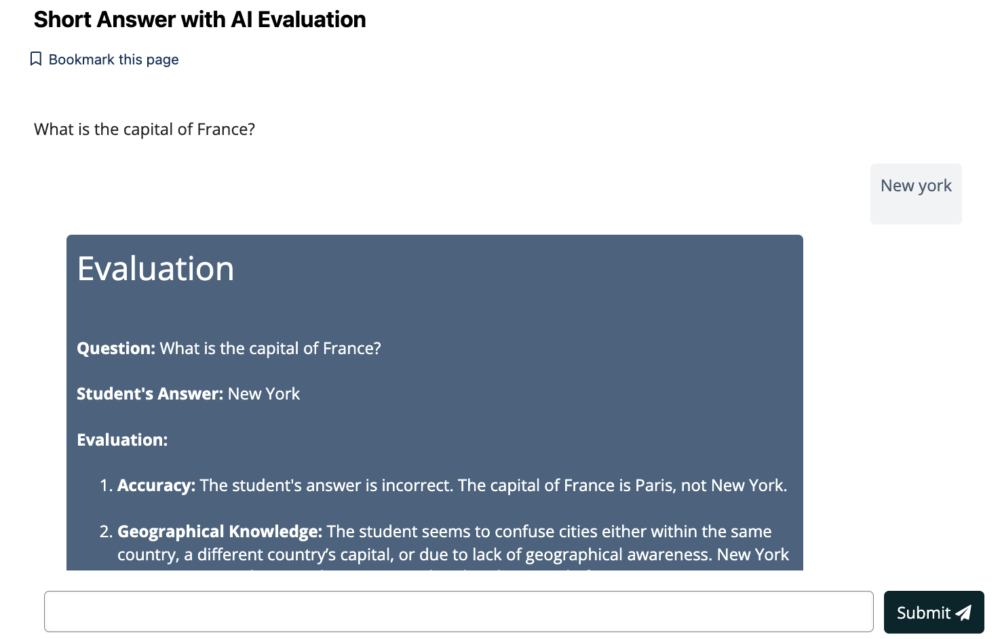 Short Answer with AI Evaluation
Bookmark this page
What is the capital of France?
New york
Evaluation
Question: What is the capital of France?
Student's Answer: New York
Evaluation:
1. Accuracy: The student's answer is incorrect. The capital of France is Paris, not New York.
2. Geographical Knowledge: The student seems to confuse cities either within the same
country, a different country’s capital, or due to lack of geographical awareness. New York
Submit